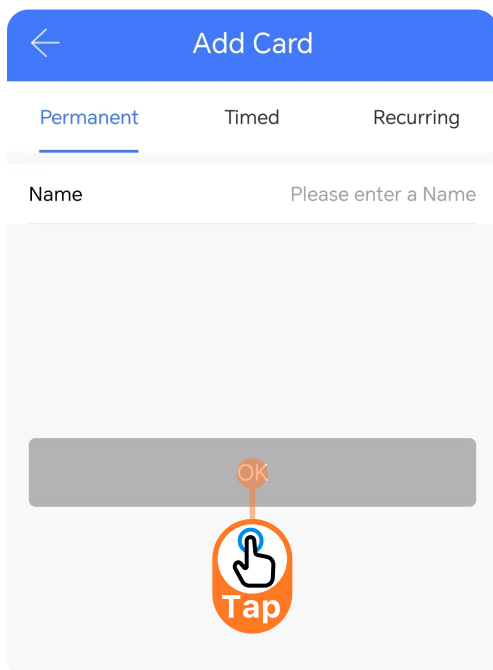 Add Card
Permanent Timed Recurring
Name Please enter a Name
OK
Tap